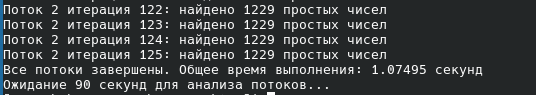 Поток 2 итерация 122: найдено 1229 простых чисел
Поток 2 итерация 123: найдено 1229 простых чисел
Поток 2 итерация 124: найдено 1229 простых чисел
Поток 2 итерация 125: найдено 1229 простых чисел
Все потоки завершены. Общее время выполнения: 1.07495 секунд
Ожидание 90 секунд для анализа потоков...